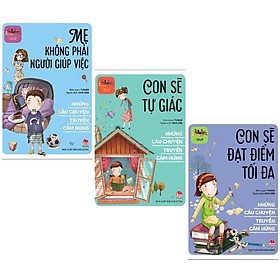 MẸ
KHÔNG PHẢI
NGƯỜI GIÚP VIỆC
NHỮNG
CÂU CHUYỆN
TRUYỀN
CẢM HỨNG
CON SẼ
TỰ GIÁC
NHỮNG
CÂU CHUYỆN
TRUYỀN
CẢM HỨNG
CON SẼ
ĐẠT ĐIỂM
TỐI ĐA
NHỮNG
CÂU CHUYỆN
TRUYỀN
CẢM HỨNG